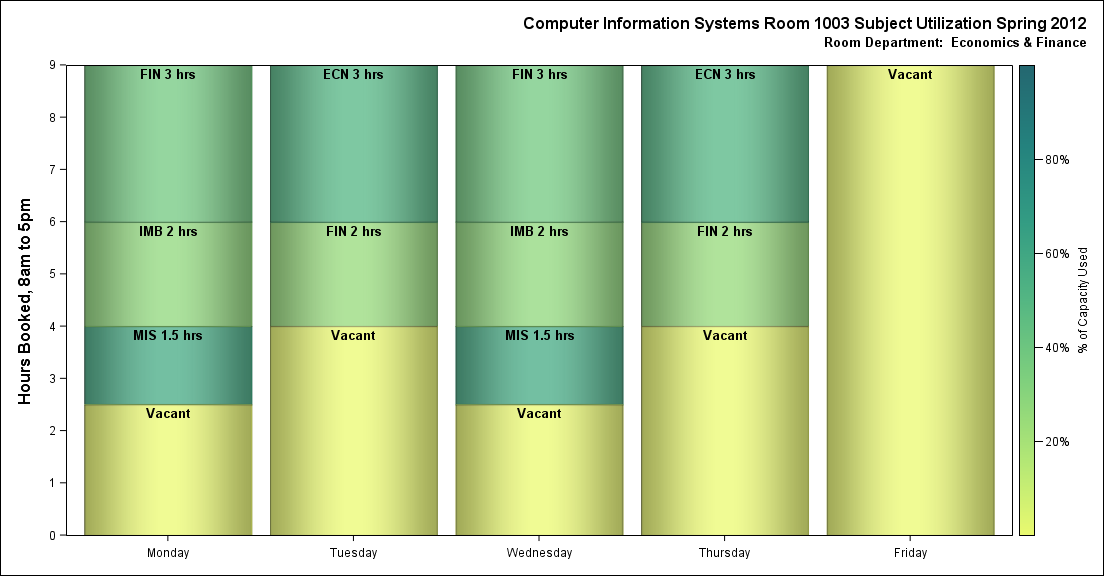 Computer Information Systems Room 1003 Subject Utilization Spring 2012
Room Department: Economics & Finance
Hours Booked, 8am to 5pm
9
8
7
6
5
4
3
2
1
0
FIN 3 hrs
IMB 2 hrs
MIS 1.5 hrs
Vacant
ECN 3 hrs
FIN 2 hrs
Vacant
FIN 3 hrs
IMB 2 hrs
MIS 1.5 hrs
Vacant
ECN 3 hrs
FIN 2 hrs
Vacant
Vacant
Monday
Tuesday
Wednesday
Thursday
Friday
80%
60%
40%
20%
% of Capacity Used